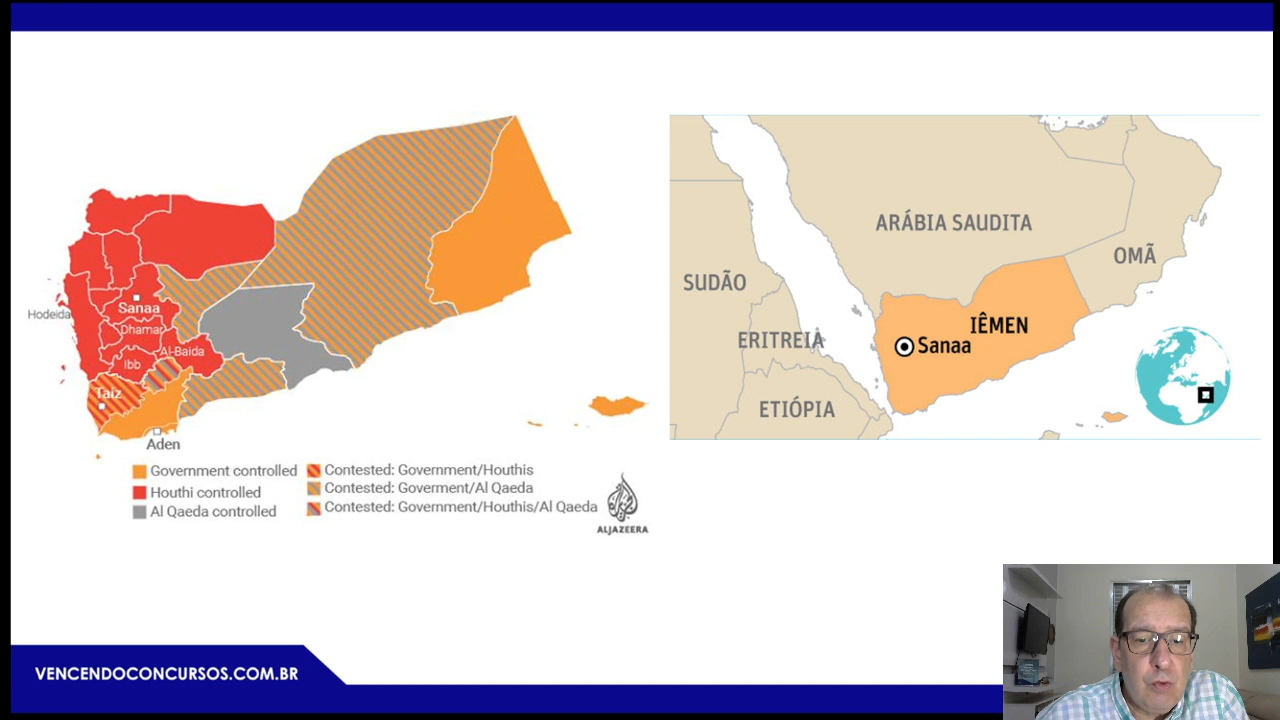 Hodeida
Sanaa
Dhamar
Al-Baida
Ibb
Taiz
Aden
Government controlled
Houthi controlled
Al Qaeda controlled
Contested: Government/Houthis
Contested: Goverment/Al Qaeda
Contested: Government/Houthis/Al Qaeda
ALJAZEERA
ARÁBIA SAUDITA
OMÃ
SUDÃO
IÊMEN
ERITREIA
Sanaa
ETIÓPIA
VENCENDOCONCURSOS.COM.BR